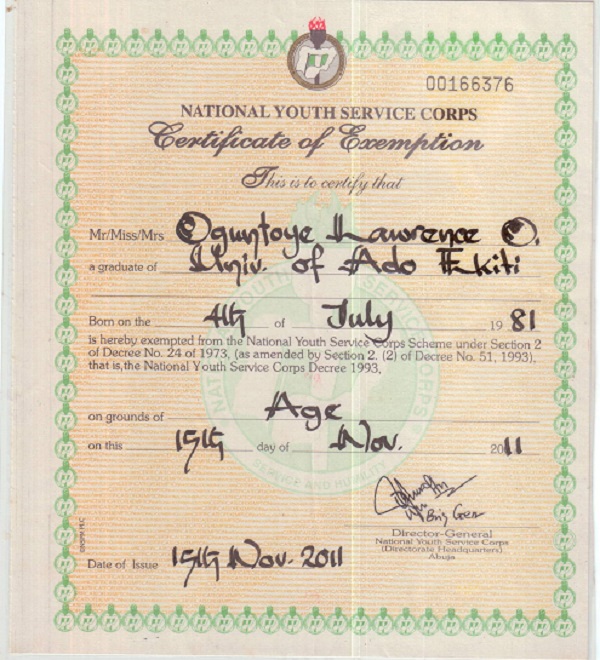 00166376
NATIONAL YOUTH SERVICE CORPS
Certificate of Exemption
This is to certify that
Mr/Miss/Mrs Oguntoye Lawrence O.
a graduate of Univ. of Ado Ekiti
Born on the 4th of July 1981
is hereby exempted from the National Youth Service Corps Scheme under Section 2
of Decree No. 24 of 1973, (as amended by Section 2. (2) of Decree No. 51, 1993),
that is, the National Youth Service Corps Decree 1993,
on grounds of Age
on this 15th day of Nov. 2011
SERVICE AND HUMILITY
Brig Gen
Director-General
National Youth Service Corps
(Directorate Headquarters)
Abuja
Date of Issue 15th Nov. 2011